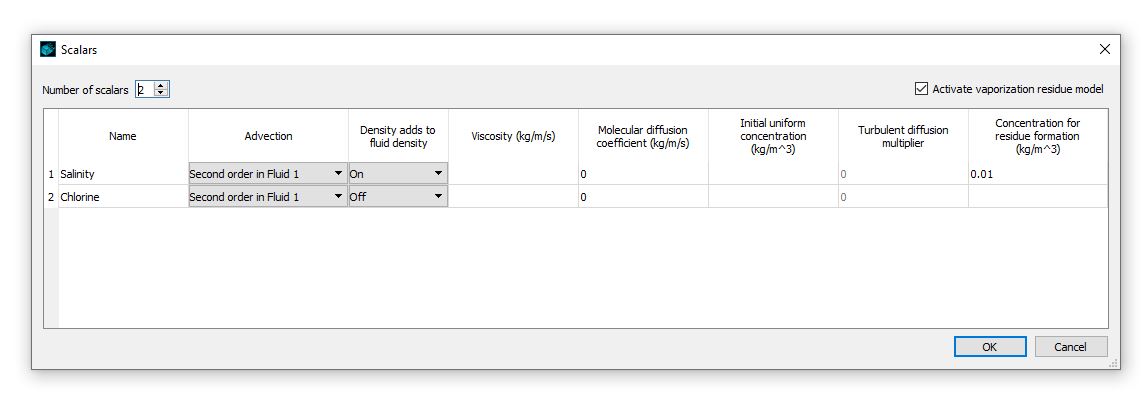 Scalars
Number of scalars 2
Activate vaporization residue model
Name Advection Density adds to fluid density Viscosity (kg/m/s) Molecular diffusion coefficient (kg/m/s) Initial uniform concentration (kg/m^3) Turbulent diffusion multiplier Concentration for residue formation (kg/m^3)
1 Salinity Second order in Fluid 1 On 0 0 0.01
2 Chlorine Second order in Fluid 1 Off 0 0
OK Cancel